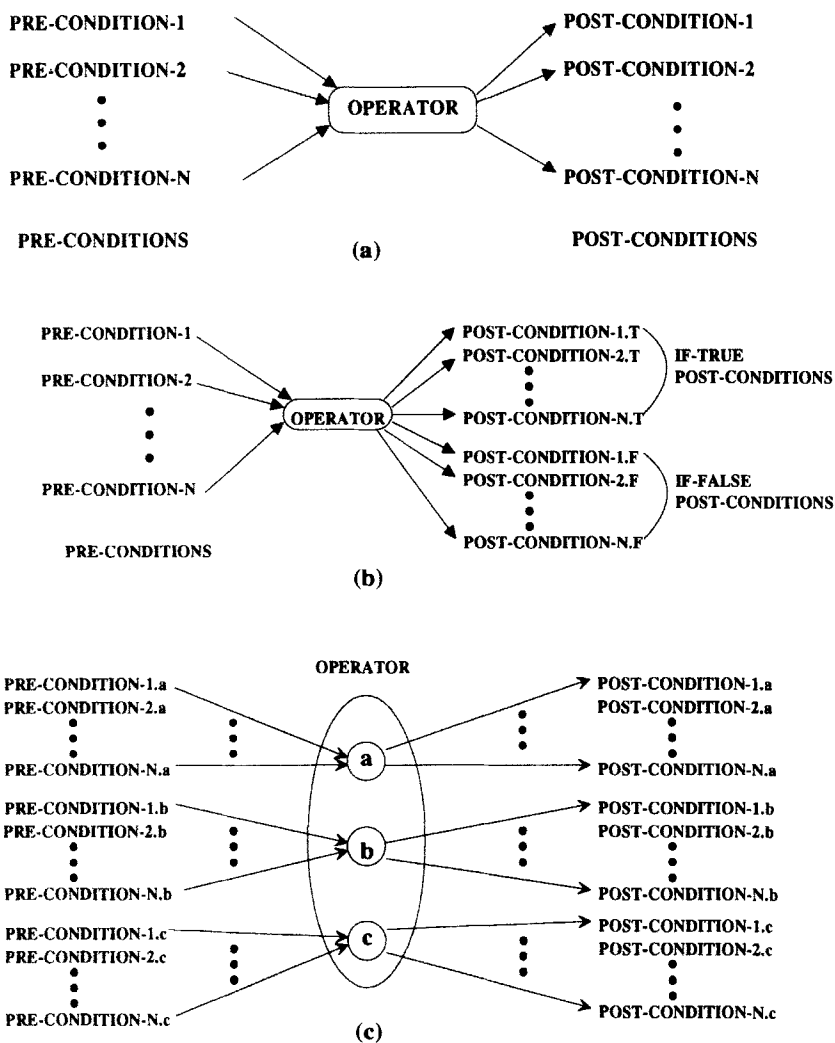 PRE-CONDITION-1
PRE-CONDITION-2
PRE-CONDITION-N
PRE-CONDITIONS
OPERATOR
POST-CONDITION-1
POST-CONDITION-2
POST-CONDITION-N
POST-CONDITIONS
(a)
PRE-CONDITION-1
PRE-CONDITION-2
PRE-CONDITION-N
PRE-CONDITIONS
OPERATOR
POST-CONDITION-1.T
POST-CONDITION-2.T
POST-CONDITION-N.T
IF-TRUE
POST-CONDITIONS
POST-CONDITION-1.F
POST-CONDITION-2.F
POST-CONDITION-N.F
IF-FALSE
POST-CONDITIONS
(b)
OPERATOR
PRE-CONDITION-1.a
PRE-CONDITION-2.a
PRE-CONDITION-N.a
a
POST-CONDITION-1.a
POST-CONDITION-2.a
POST-CONDITION-N.a
PRE-CONDITION-1.b
PRE-CONDITION-2.b
PRE-CONDITION-N.b
b
POST-CONDITION-1.b
POST-CONDITION-2.b
POST-CONDITION-N.b
PRE-CONDITION-1.c
PRE-CONDITION-2.c
PRE-CONDITION-N.c
c
POST-CONDITION-1.c
POST-CONDITION-2.c
POST-CONDITION-N.c
(c)